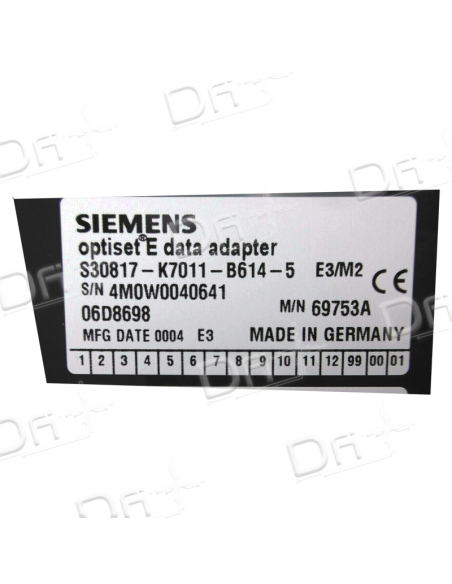 SIEMENS
optiset® E data adapter
S30817-K7011-B614-5 E3/M2 CE
S/N 4M0W0040641
06D8698 M/N 69753A
MFG DATE 0004 E3 MADE IN GERMANY
1 2 3 4 5 6 7 8 9 10 11 12 99 00 01